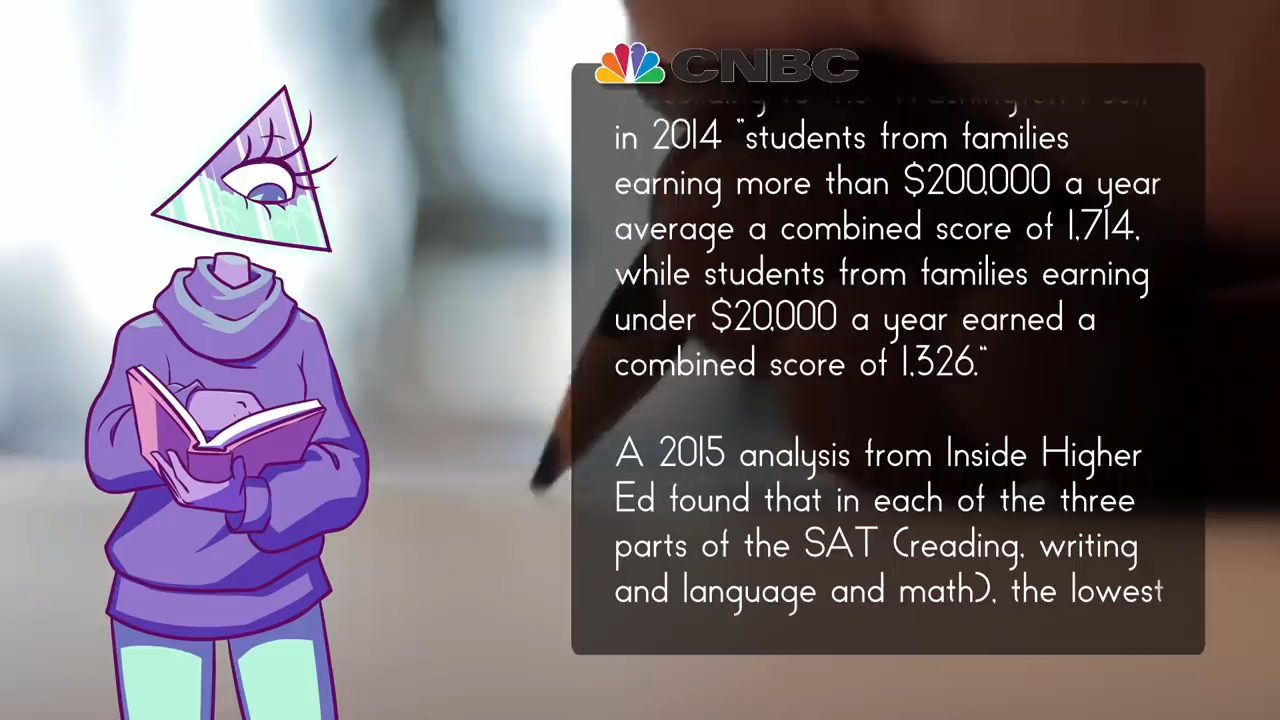 CNBC
in 2014 "students from families
earning more than $200,000 a year
average a combined score of 1,714,
while students from families earning
under $20,000 a year earned a
combined score of 1,326."
A 2015 analysis from Inside Higher
Ed found that in each of the three
parts of the SAT (reading, writing
and language and math), the lowest